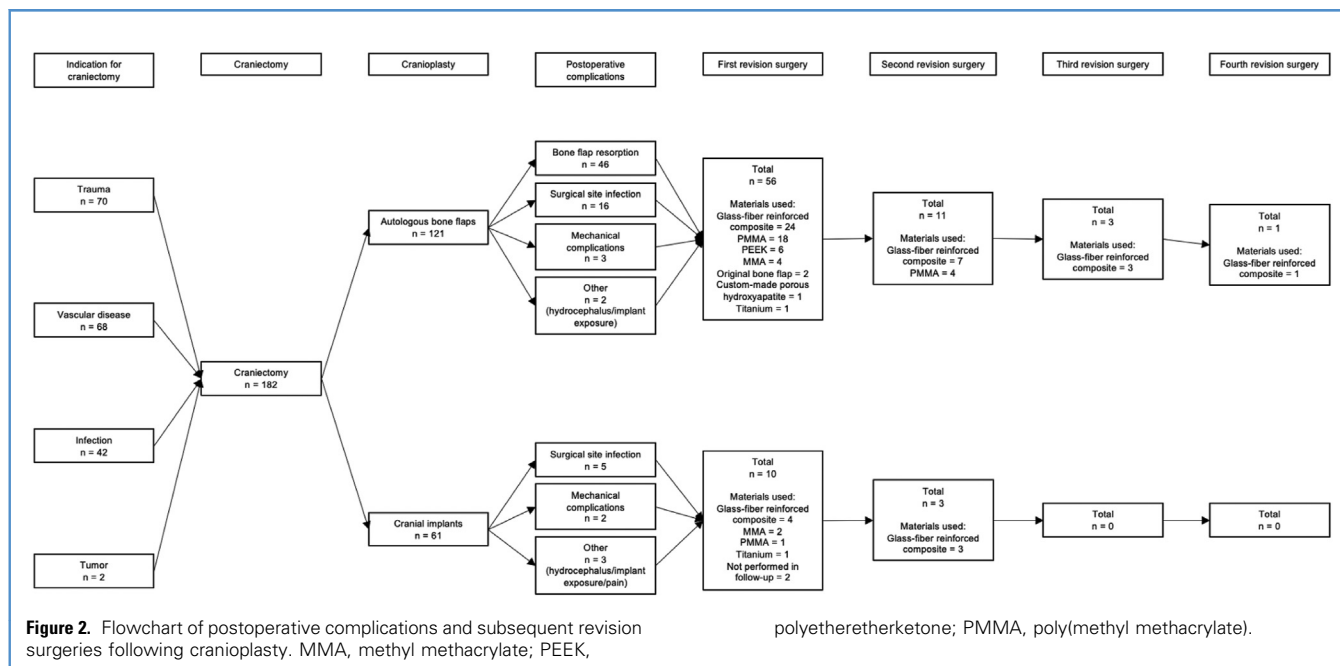 Indication for
craniectomy
Craniectomy
Cranioplasty
Postoperative
complications
First revision surgery
Second revision surgery
Third revision surgery
Fourth revision surgery
Trauma
n = 70
Vascular disease
n = 68
Infection
n = 42
Tumor
n = 2
Craniectomy
n = 182
Autologous bone flaps
n = 121
Cranial implants
n = 61
Bone flap resorption
n = 46
Surgical site infection
n = 16
Mechanical
complications
n = 3
Other
n = 2
(hydrocephalus/implant
exposure)
Total
n = 56
Materials used:
Glass-fiber reinforced
composite = 24
PMMA = 18
PEEK = 6
MMA = 4
Original bone flap = 2
Custom-made porous
hydroxyapatite = 1
Titanium = 1
Total
n = 11
Materials used:
Glass-fiber reinforced
composite = 7
PMMA = 4
Total
n = 3
Materials used:
Glass-fiber reinforced
composite = 3
Total
n = 1
Materials used:
Glass-fiber reinforced
composite = 1
Surgical site infection
n = 5
Mechanical
complications
n = 2
Other
n = 3
(hydrocephalus/implant
exposure/pain)
Total
n = 10
Materials used:
Glass-fiber reinforced
composite = 4
MMA = 2
PMMA = 1
Titanium = 1
Not performed in
follow-up = 2
Total
n = 3
Materials used:
Glass-fiber reinforced
composite = 3
Total
n = 0
Total
n = 0
Figure 2. Flowchart of postoperative complications and subsequent revision
surgeries following cranioplasty. MMA, methyl methacrylate; PEEK,
polyetheretherketone; PMMA, poly(methyl methacrylate).